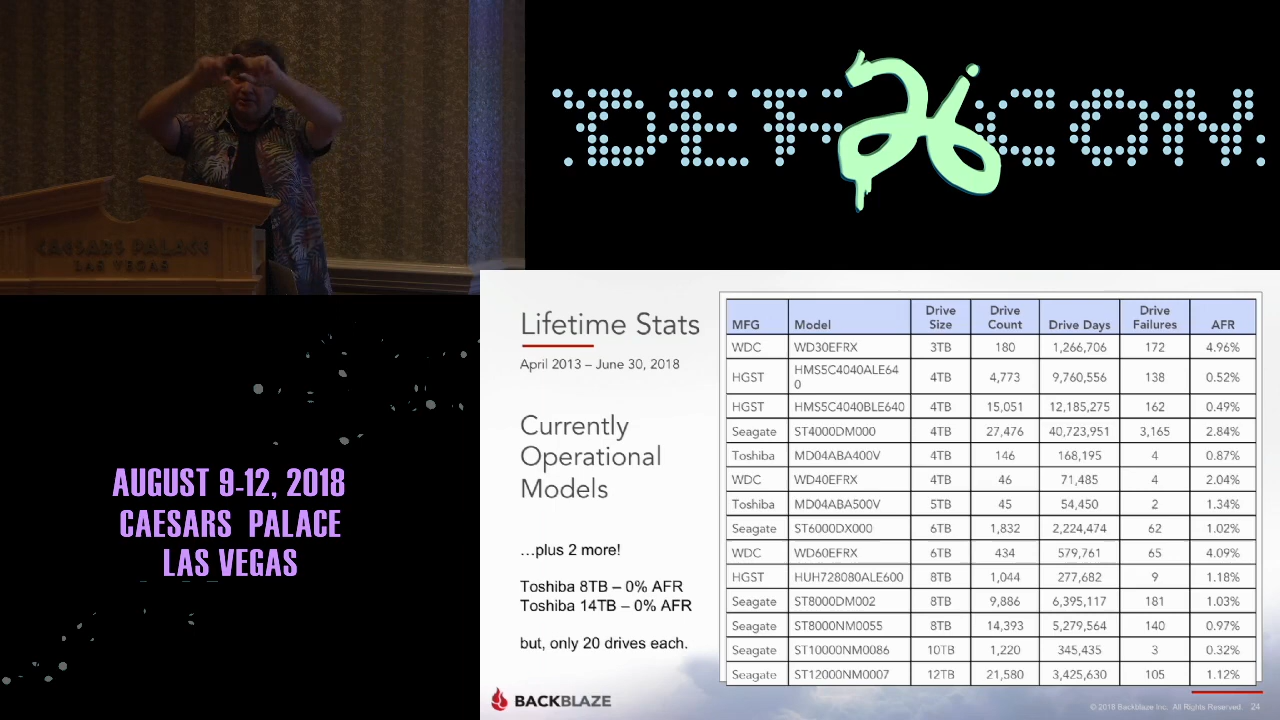 CAESARS PALACE
LAS VEGAS
DEF CON
26
AUGUST 9-12, 2018
CAESARS PALACE
LAS VEGAS
Lifetime Stats
April 2013 – June 30, 2018
Currently
Operational
Models
...plus 2 more!
Toshiba 8TB – 0% AFR
Toshiba 14TB – 0% AFR
but, only 20 drives each.
MFG Model Drive Size Drive Count Drive Days Drive Failures AFR
WDC WD30EFRX 3TB 180 1,266,706 172 4.96%
HGST HMS5C4040ALE640 4TB 4,773 9,760,556 138 0.52%
HGST HMS5C4040BLE640 4TB 15,051 12,185,275 162 0.49%
Seagate ST4000DM000 4TB 27,476 40,723,951 3,165 2.84%
Toshiba MD04ABA400V 4TB 146 168,195 4 0.87%
WDC WD40EFRX 4TB 46 71,485 4 2.04%
Toshiba MD04ABA500V 5TB 45 54,450 2 1.34%
Seagate ST6000DX000 6TB 1,832 2,224,474 62 1.02%
WDC WD60EFRX 6TB 434 579,761 65 4.09%
HGST HUH728080ALE600 8TB 1,044 277,682 9 1.18%
Seagate ST8000DM002 8TB 9,886 6,395,117 181 1.03%
Seagate ST8000NM0055 8TB 14,393 5,279,564 140 0.97%
Seagate ST10000NM0086 10TB 1,220 345,435 3 0.32%
Seagate ST12000NM0007 12TB 21,580 3,425,630 105 1.12%
BACKBLAZE
© 2018 Backblaze Inc. All Rights Reserved. 24